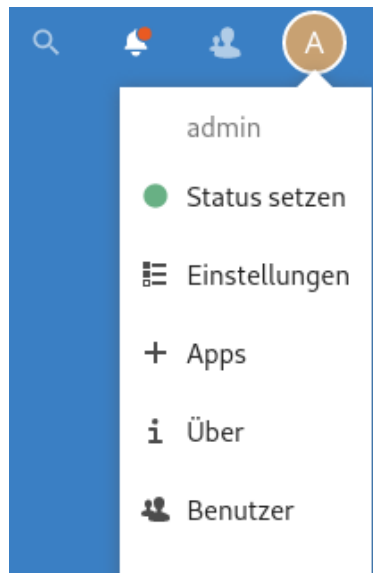 A
admin
Status setzen
Einstellungen
Apps
Über
Benutzer